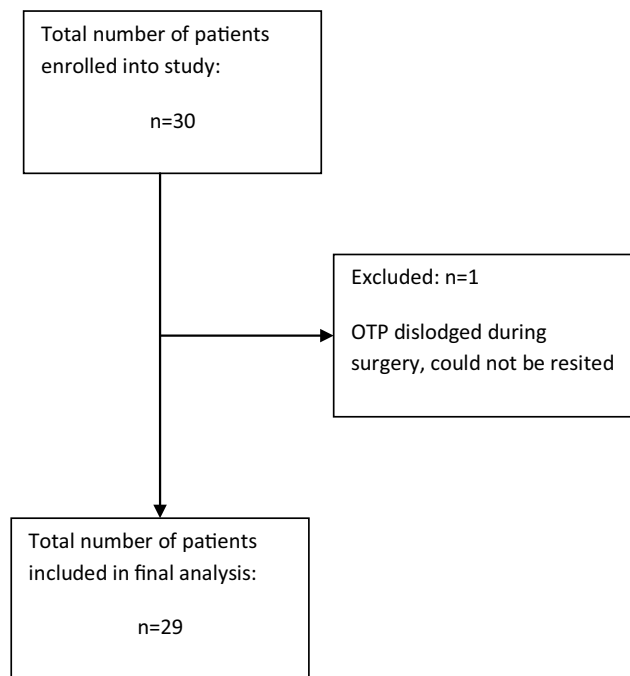 Total number of patients
enrolled into study:
n=30
Excluded: n=1
OTP dislodged during
surgery, could not be resited
Total number of patients
included in final analysis:
n=29